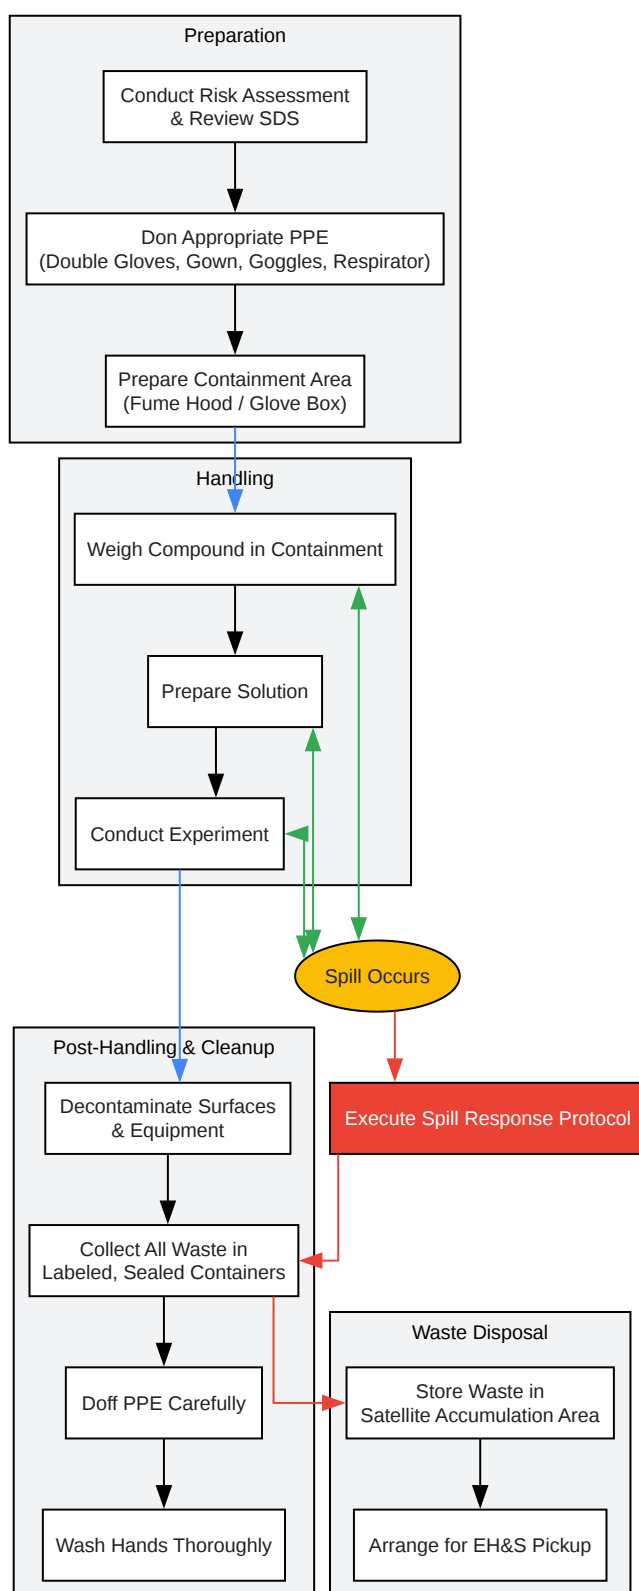 Preparation
Conduct Risk Assessment
& Review SDS
Don Appropriate PPE
(Double Gloves, Gown, Goggles, Respirator)
Prepare Containment Area
(Fume Hood / Glove Box)
Handling
Weigh Compound in Containment
Prepare Solution
Conduct Experiment
Spill Occurs
Post-Handling & Cleanup
Decontaminate Surfaces
& Equipment
Execute Spill Response Protocol
Collect All Waste in
Labeled, Sealed Containers
Waste Disposal
Doff PPE Carefully
Store Waste in
Satellite Accumulation Area
Wash Hands Thoroughly
Arrange for EH&S Pickup